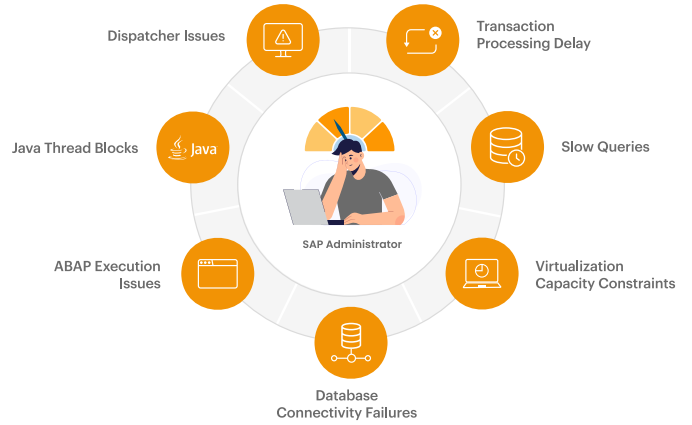 Dispatcher Issues
Transaction
Processing Delay
Java Thread Blocks
Java
Slow Queries
SAP Administrator
ABAP Execution
Issues
Virtualization
Capacity Constraints
Database
Connectivity Failures